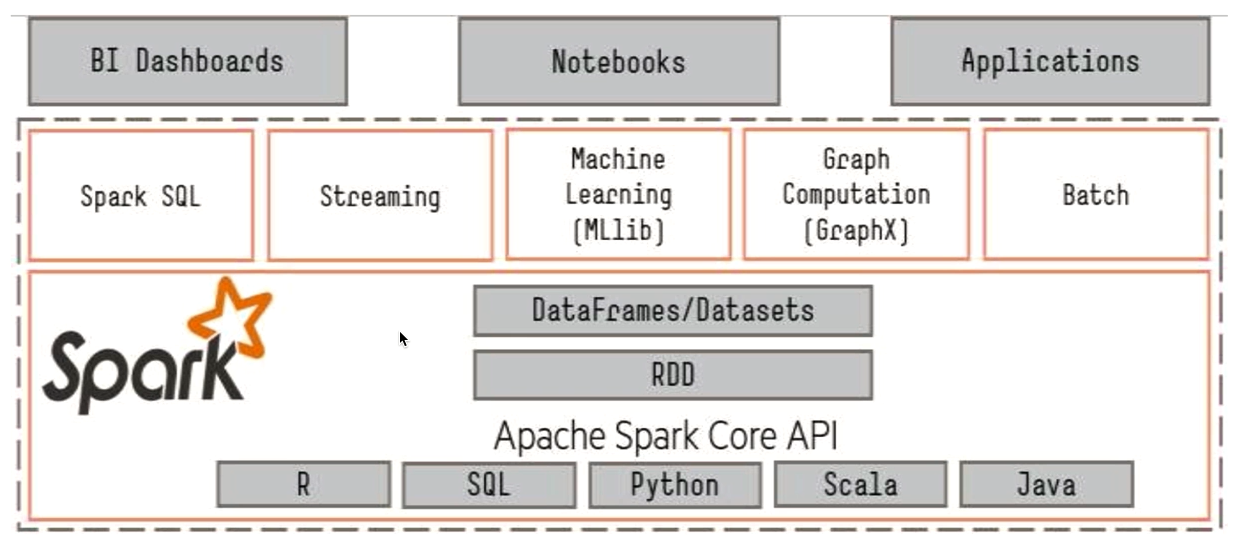 BI Dashboards
Notebooks
Applications
Spark SQL
Streaming
Machine
Learning
(MLlib)
Graph
Computation
(GraphX)
Batch
Spark
DataFrames/Datasets
RDD
Apache Spark Core API
R
SQL
Python
Scala
Java